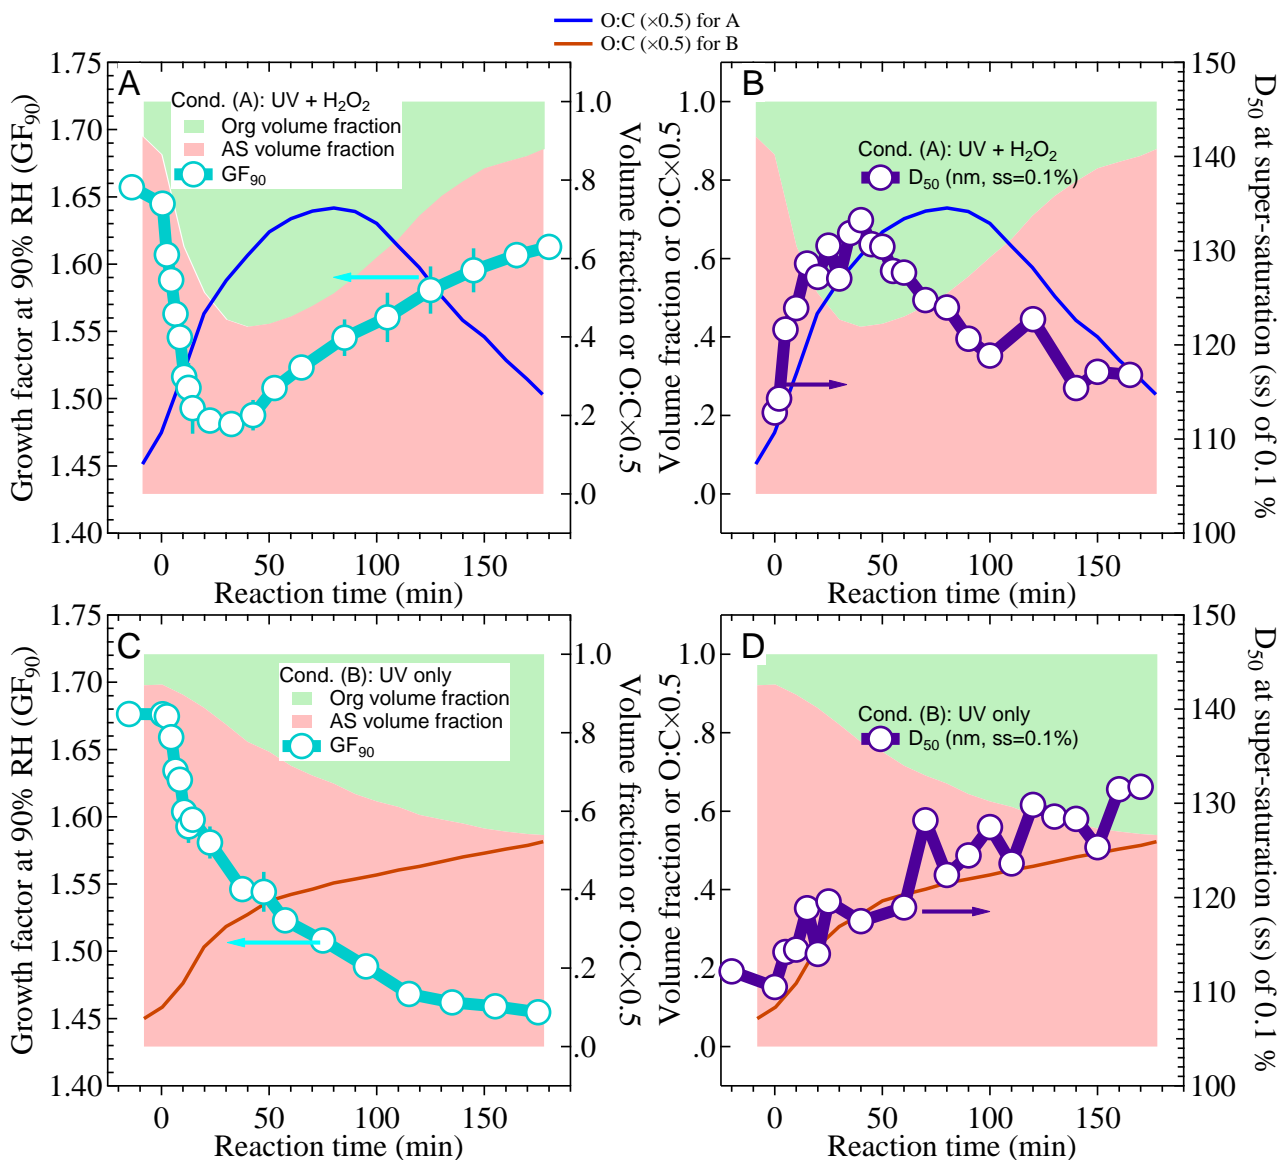 O:C (×0.5) for A
O:C (×0.5) for B
A
Cond. (A): UV + H₂O₂
Org volume fraction
AS volume fraction
GF₉₀
Growth factor at 90% RH (GF₉₀)
1.75
1.70
1.65
1.60
1.55
1.50
1.45
1.40
1.0
.8
.6
.4
.2
.0
Volume fraction or O:C×0.5
0 50 100 150
Reaction time (min)
B
Cond. (A): UV + H₂O₂
D₅₀ (nm, ss=0.1%)
Volume fraction or O:C×0.5
1.0
.8
.6
.4
.2
.0
150
140
130
120
110
100
D₅₀ at super-saturation (ss) of 0.1 %
0 50 100 150
Reaction time (min)
C
Cond. (B): UV only
Org volume fraction
AS volume fraction
GF₉₀
Growth factor at 90% RH (GF₉₀)
1.75
1.70
1.65
1.60
1.55
1.50
1.45
1.40
1.0
.8
.6
.4
.2
.0
Volume fraction or O:C×0.5
0 50 100 150
Reaction time (min)
D
Cond. (B): UV only
D₅₀ (nm, ss=0.1%)
Volume fraction or O:C×0.5
1.0
.8
.6
.4
.2
.0
150
140
130
120
110
100
D₅₀ at super-saturation (ss) of 0.1 %
0 50 100 150
Reaction time (min)